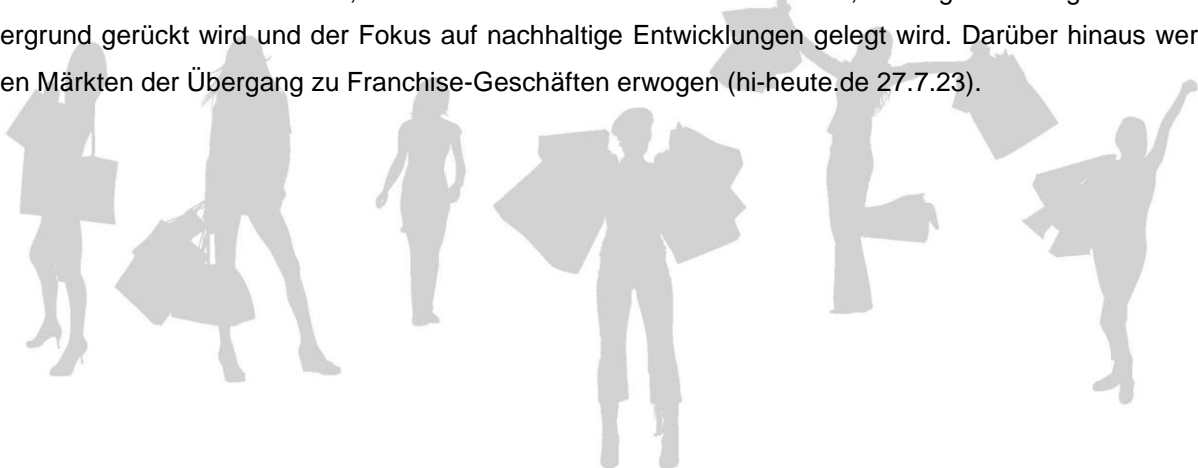 ergrund gerückt wird und der Fokus auf nachhaltige Entwicklungen gelegt wird. Darüber hinaus wer
en Märkten der Übergang zu Franchise-Geschäften erwogen (hi-heute.de 27.7.23).